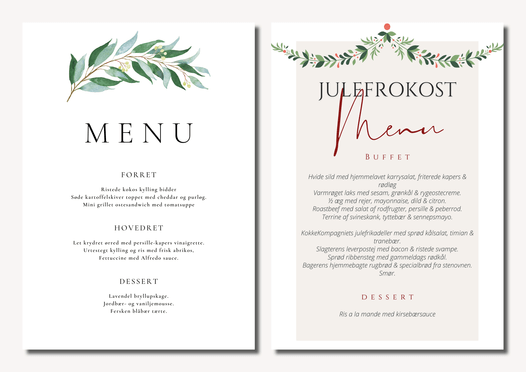 MENU
FORRET
Ristede kokos kylling bidder
Søde kartoffelskiver toppet med cheddar og purløg.
Mini grillet ostesandwich med tomatsuppe
HOVEDRET
Let krydret ørred med persille-kapers vinaigrette.
Urtestegt kylling og ris med frisk abrikos,
Fettuccine med Alfredo sauce.
DESSERT
Lavendel bryllupskage.
Jordbær- og vaniljemousse.
Fersken blåbær tærte.
JULEFROKOST
Menu
BUFFET
Hvide sild med hjemmelavet karrysalat, friterede kapers &
rødløg
Varmrøget laks med sesam, grønkål & rygeostecreme.
½ æg med rejer, mayonnaise, dild & citron.
Roastbeef med salat af rodfrugter, persille & peberrod.
Terrine af svineskank, tyttebær & sennepsmayo.
KokkeKompagniets julefrikadeller med sprød kålsalat, timian &
tranebær.
Slagterens leverpostej med bacon & ristede svampe.
Sprød ribbensteg med gammeldags rødkål.
Bagerens hjemmebagte rugbrød & specialbrød fra stenovnen.
Smør.
DESSERT
Ris a la mande med kirsebærsauce